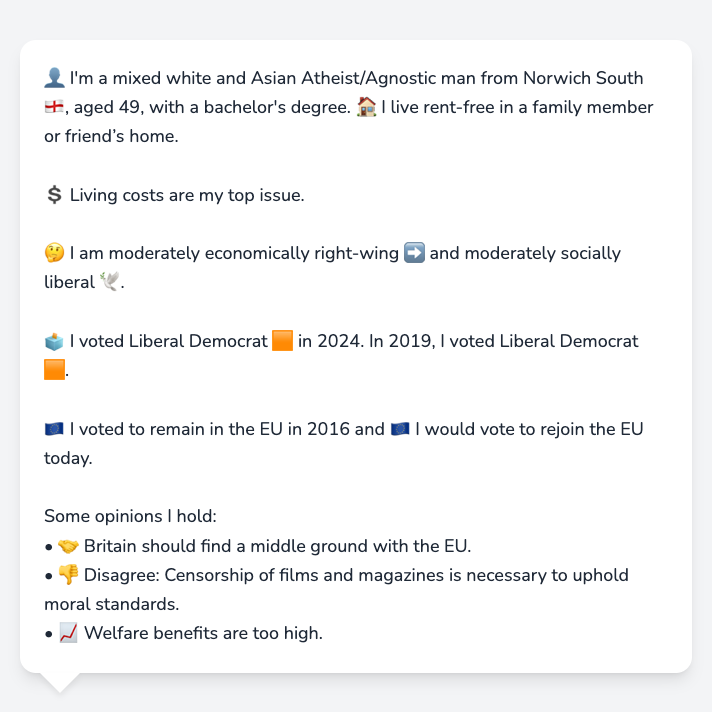 👤 I'm a mixed white and Asian Atheist/Agnostic man from Norwich South
🏴󠁧󠁢󠁥󠁮󠁧󠁿, aged 49, with a bachelor's degree. 🏠 I live rent-free in a family member
or friend’s home.
💲 Living costs are my top issue.
🤔 I am moderately economically right-wing ➡️ and moderately socially
liberal 🕊️.
🗳️ I voted Liberal Democrat 🟧 in 2024. In 2019, I voted Liberal Democrat
🟧.
🇪🇺 I voted to remain in the EU in 2016 and 🇪🇺 I would vote to rejoin the EU
today.
Some opinions I hold:
• 🤝 Britain should find a middle ground with the EU.
• 👎 Disagree: Censorship of films and magazines is necessary to uphold
moral standards.
• 📈 Welfare benefits are too high.